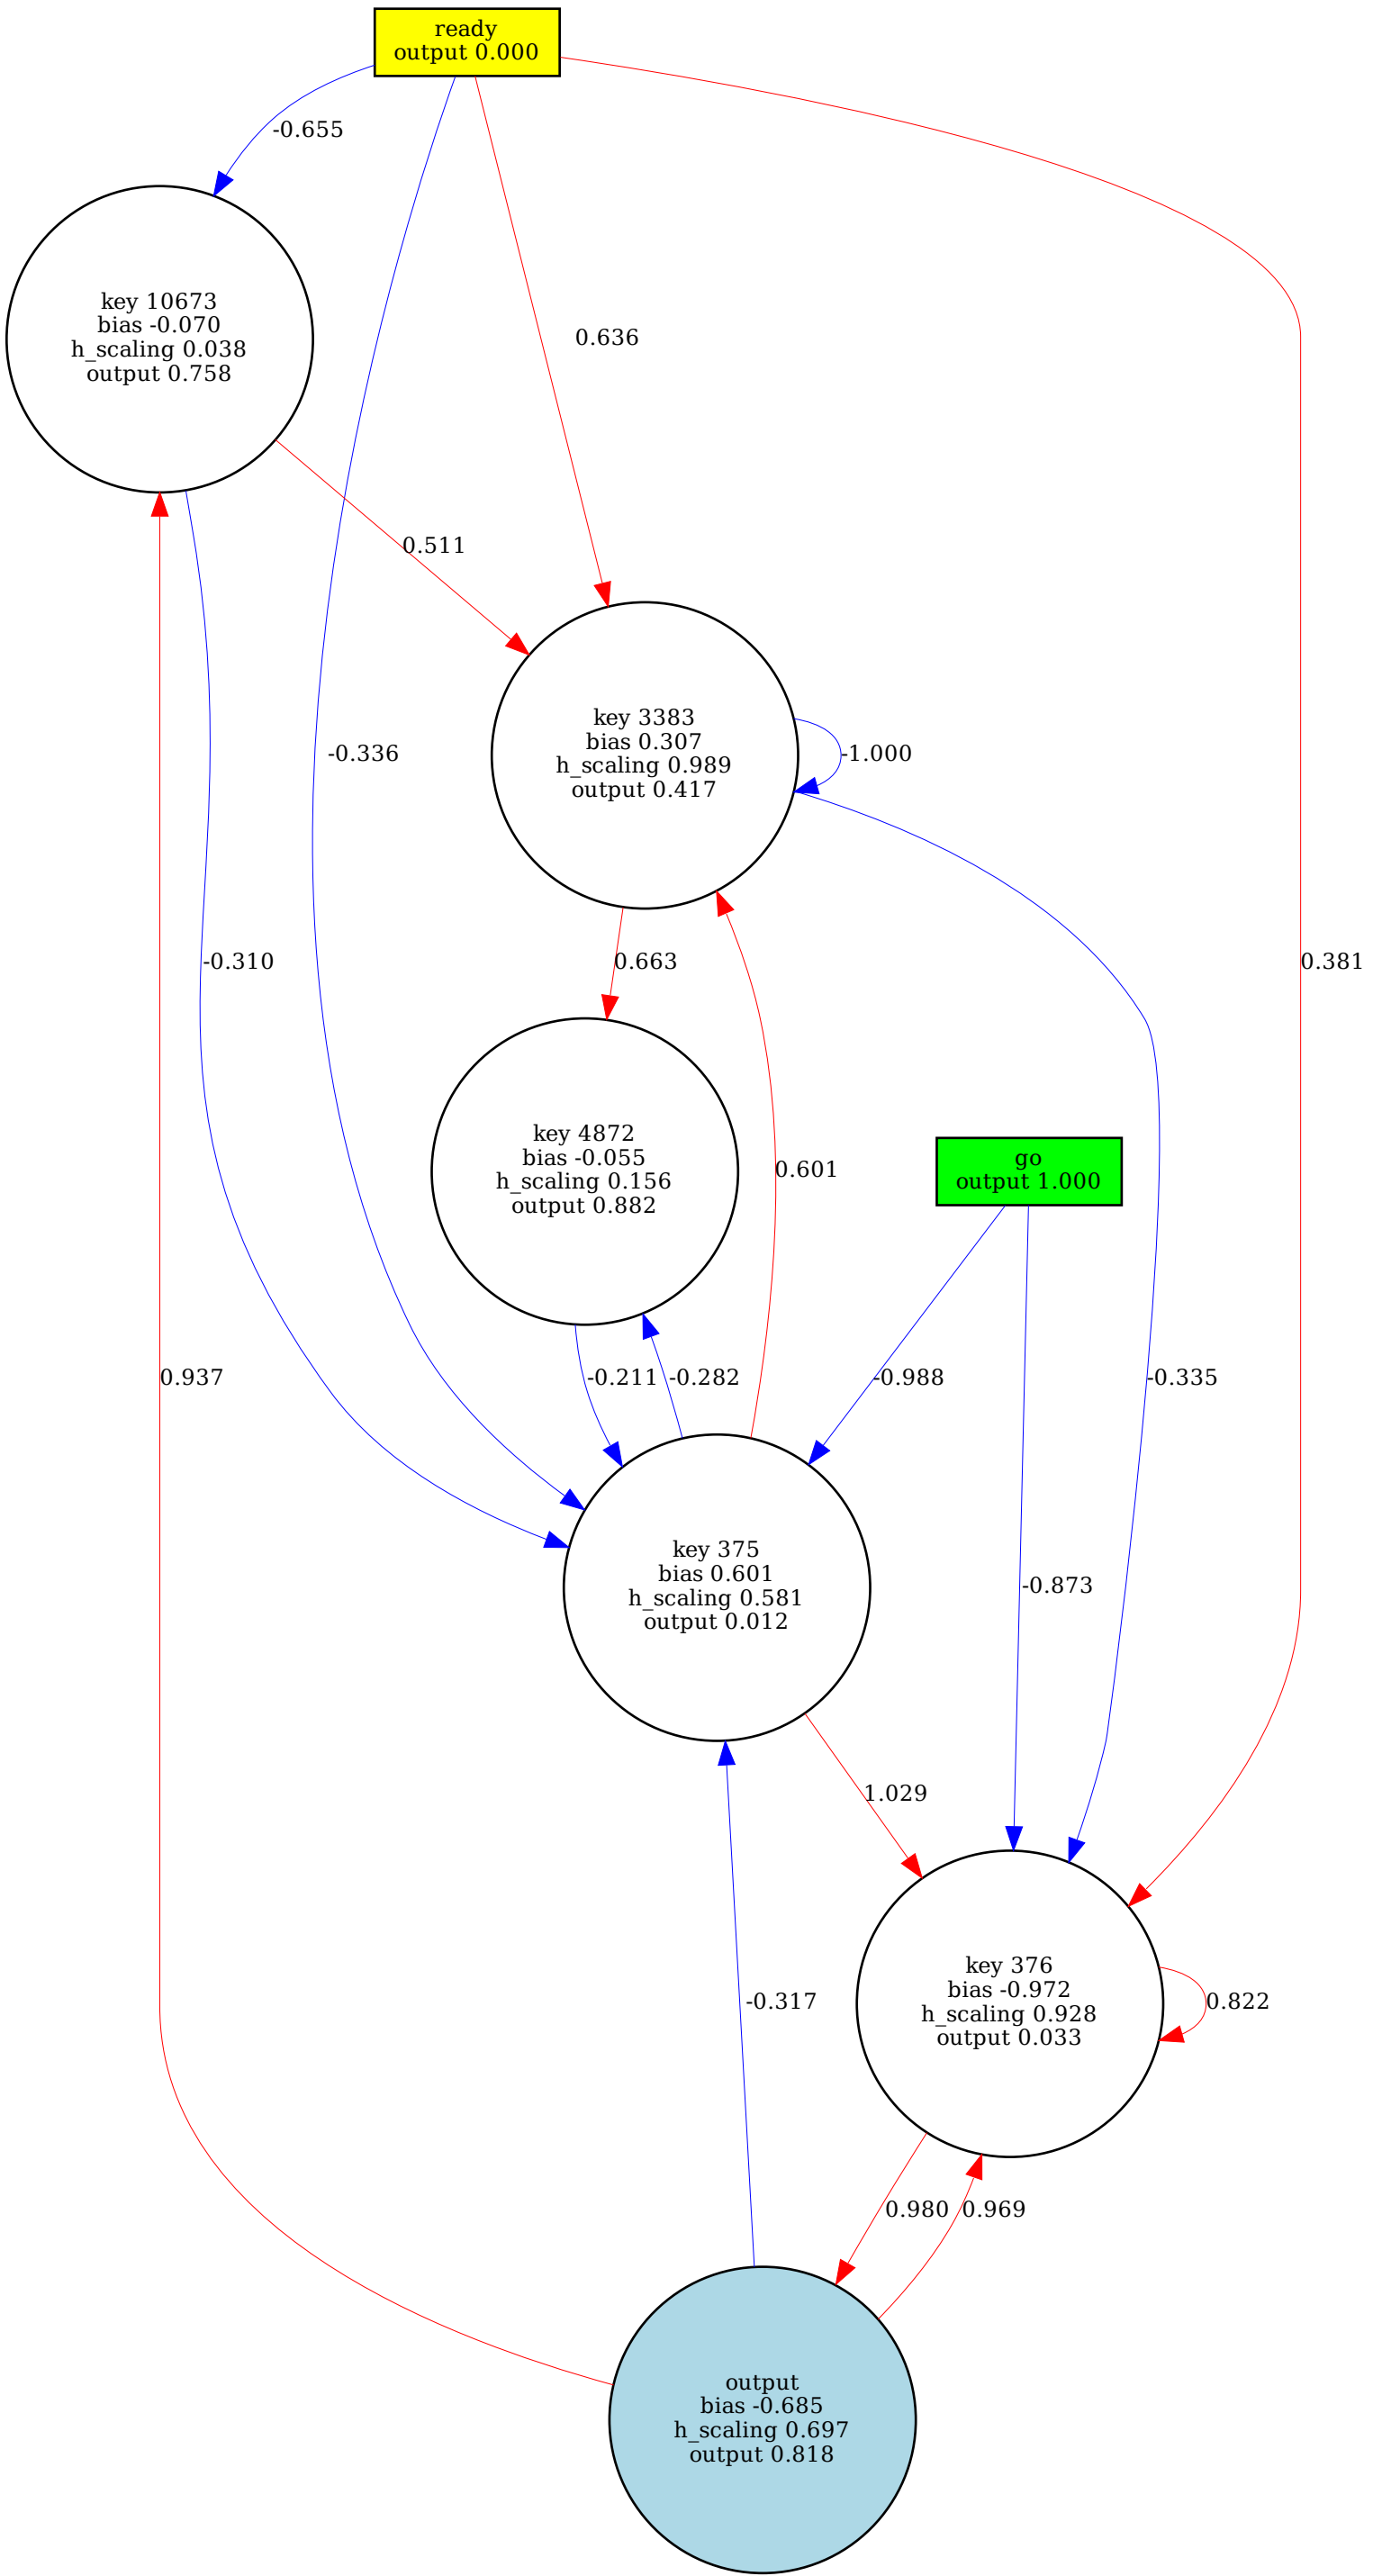 ready
output 0.000
-0.655
key 10673
bias -0.070
h_scaling 0.038
output 0.758
0.636
0.511
key 3383
bias 0.307
h_scaling 0.989
output 0.417
-1.000
-0.336
-0.310
0.663
0.381
key 4872
bias -0.055
h_scaling 0.156
output 0.882
0.601
go
output 1.000
0.937
-0.211
-0.282
-0.988
-0.335
key 375
bias 0.601
h_scaling 0.581
output 0.012
-0.873
1.029
key 376
bias -0.972
h_scaling 0.928
output 0.033
-0.317
0.822
0.980
0.969
output
bias -0.685
h_scaling 0.697
output 0.818